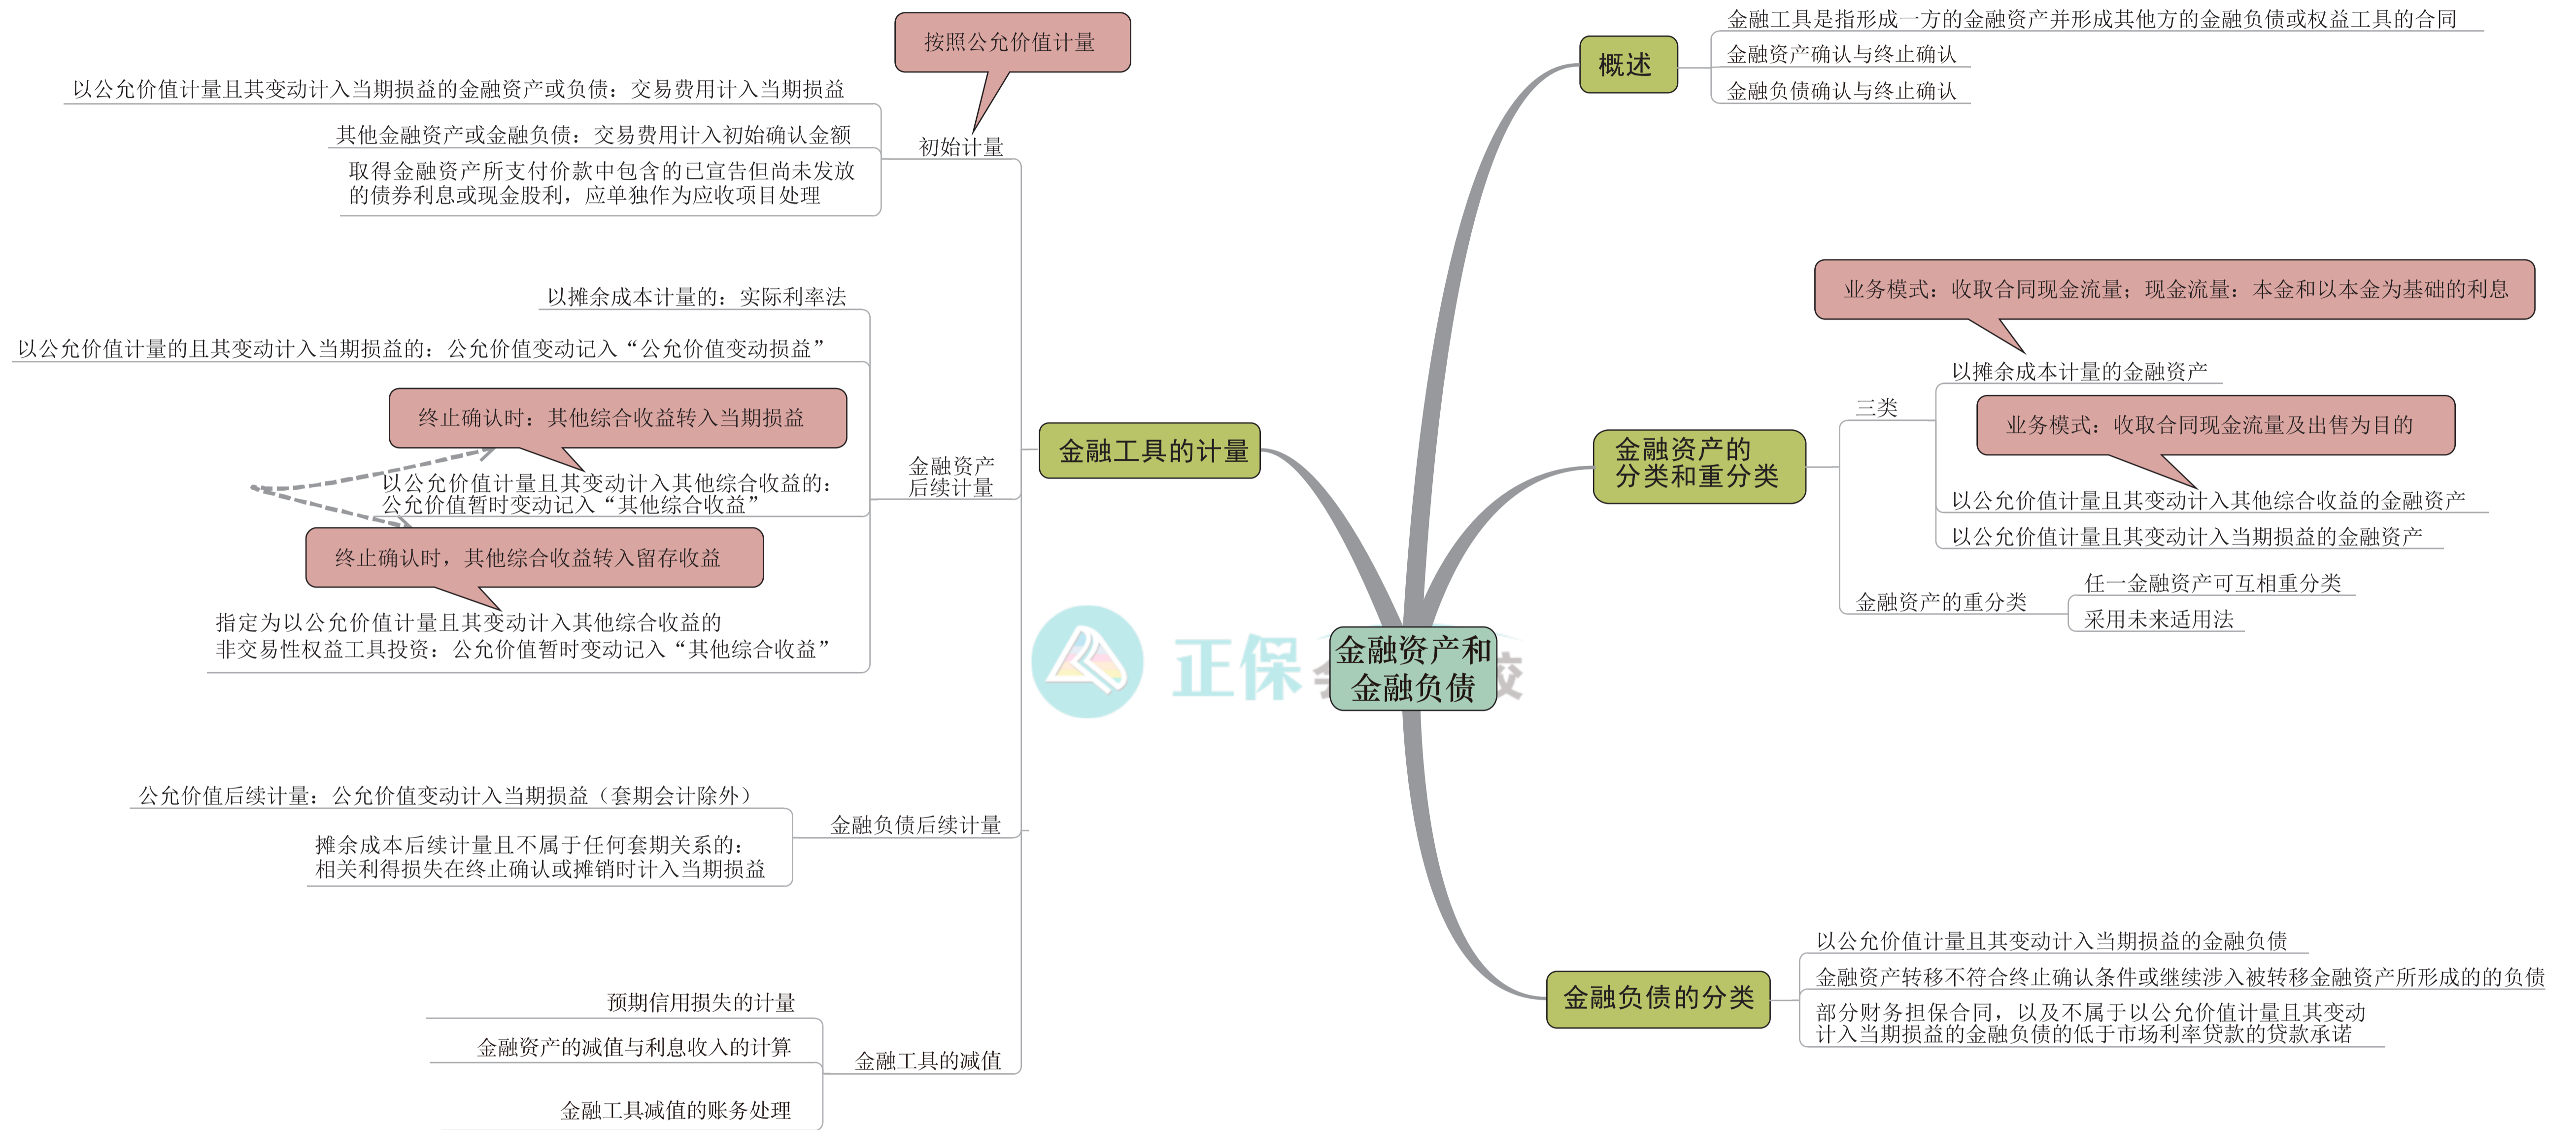 金融资产和
金融负债
概述
金融工具是指形成一方的金融资产并形成其他方的金融负债或权益工具的合同
金融资产确认与终止确认
金融负债确认与终止确认
金融资产的
分类和重分类
三类
业务模式：收取合同现金流量；现金流量：本金和以本金为基础的利息
以摊余成本计量的金融资产
业务模式：收取合同现金流量及出售为目的
以公允价值计量且其变动计入其他综合收益的金融资产
以公允价值计量且其变动计入当期损益的金融资产
金融资产的重分类
任一金融资产可互相重分类
采用未来适用法
金融负债的分类
以公允价值计量且其变动计入当期损益的金融负债
金融资产转移不符合终止确认条件或继续涉入被转移金融资产所形成的的负债
部分财务担保合同，以及不属于以公允价值计量且其变动
计入当期损益的金融负债的低于市场利率贷款的贷款承诺
金融工具的计量
按照公允价值计量
初始计量
以公允价值计量且其变动计入当期损益的金融资产或负债：交易费用计入当期损益
其他金融资产或金融负债：交易费用计入初始确认金额
取得金融资产所支付价款中包含的已宣告但尚未发放
的债券利息或现金股利，应单独作为应收项目处理
金融资产
后续计量
以摊余成本计量的：实际利率法
以公允价值计量的且其变动计入当期损益的：公允价值变动记入“公允价值变动损益”
终止确认时：其他综合收益转入当期损益
以公允价值计量且其变动计入其他综合收益的：
公允价值暂时变动记入“其他综合收益”
终止确认时，其他综合收益转入留存收益
指定为以公允价值计量且其变动计入其他综合收益的
非交易性权益工具投资：公允价值暂时变动记入“其他综合收益”
金融负债后续计量
公允价值后续计量：公允价值变动计入当期损益（套期会计除外）
摊余成本后续计量且不属于任何套期关系的：
相关利得损失在终止确认或摊销时计入当期损益
金融工具的减值
预期信用损失的计量
金融资产的减值与利息收入的计算
金融工具减值的账务处理
正保
校